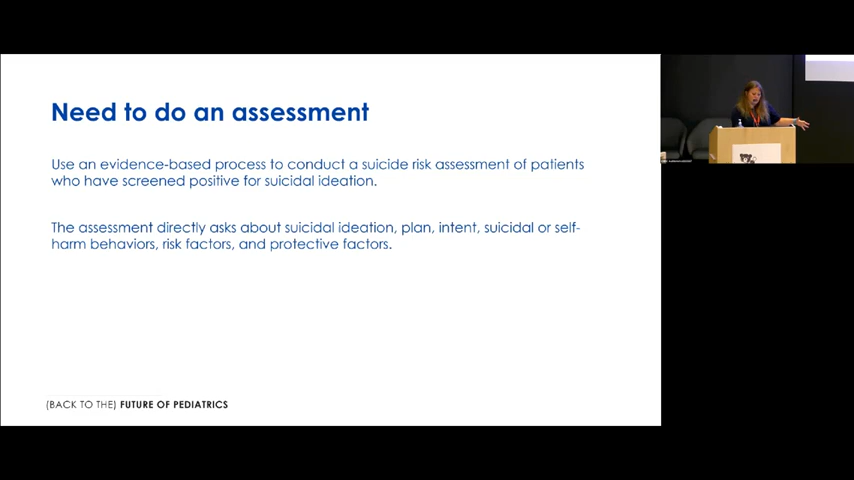 Need to do an assessment
Use an evidence-based process to conduct a suicide risk assessment of patients
who have screened positive for suicidal ideation.
The assessment directly asks about suicidal ideation, plan, intent, suicidal or self-
harm behaviors, risk factors, and protective factors.
(BACK TO THE) FUTURE OF PEDIATRICS